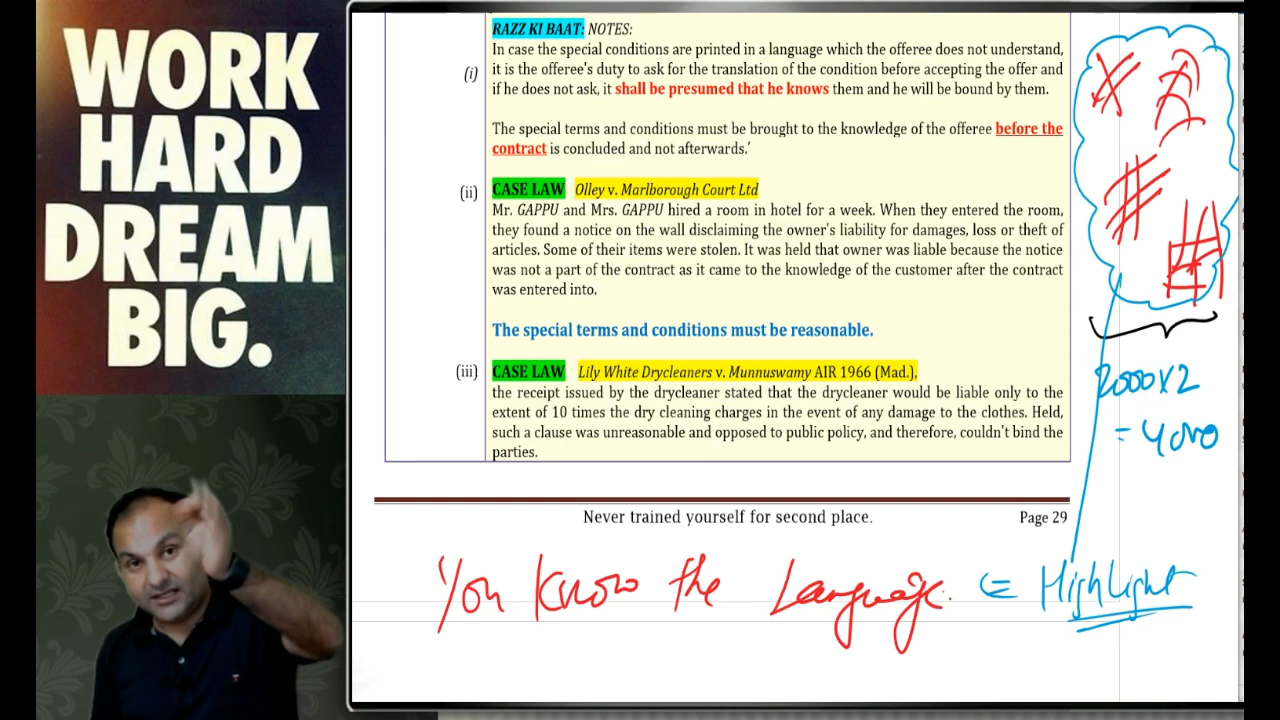 WORK
HARD
DREAM
BIG.
RAZZ KI BAAT: NOTES:
(i)
In case the special conditions are printed in a language which the offeree does not understand,
it is the offeree's duty to ask for the translation of the condition before accepting the offer and
if he does not ask, it shall be presumed that he knows them and he will be bound by them.
The special terms and conditions must be brought to the knowledge of the offeree before the
contract is concluded and not afterwards.'
(ii) CASE LAW Olley v. Marlborough Court Ltd
Mr. GAPPU and Mrs. GAPPU hired a room in hotel for a week. When they entered the room,
they found a notice on the wall disclaiming the owner's liability for damages, loss or theft of
articles. Some of their items were stolen. It was held that owner was liable because the notice
was not a part of the contract as it came to the knowledge of the customer after the contract
was entered into.
The special terms and conditions must be reasonable.
(iii) CASE LAW Lily White Drycleaners v. Munnuswamy AIR 1966 (Mad.),
the receipt issued by the drycleaner stated that the drycleaner would be liable only to the
extent of 10 times the dry cleaning charges in the event of any damage to the clothes. Held,
such a clause was unreasonable and opposed to public policy, and therefore, couldn't bind the
parties.
Never trained yourself for second place. Page 29
2000 x 2
= 4000
You know the Language. Highlight